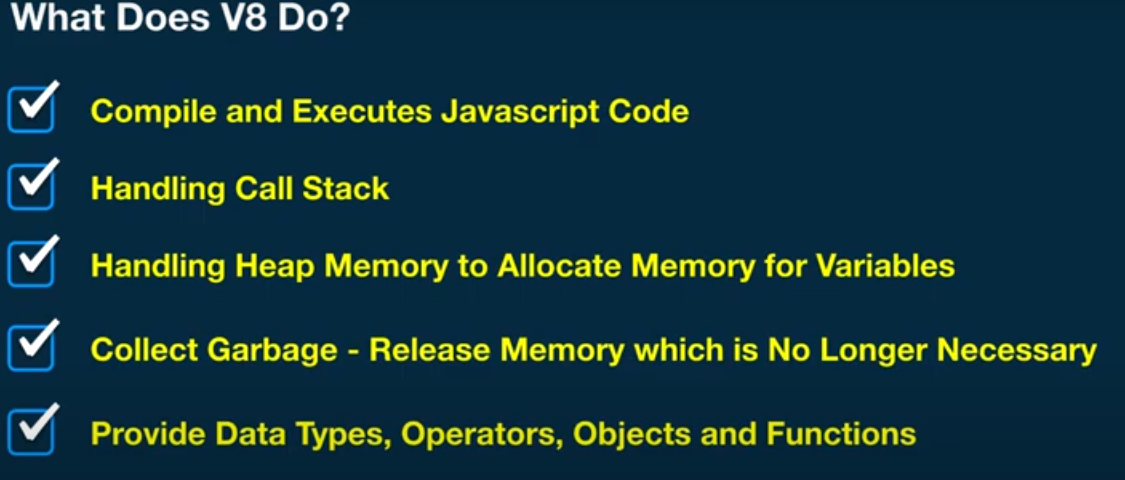 What Does V8 Do?
Compile and Executes Javascript Code
Handling Call Stack
Handling Heap Memory to Allocate Memory for Variables
Collect Garbage - Release Memory which is No Longer Necessary
Provide Data Types, Operators, Objects and Functions